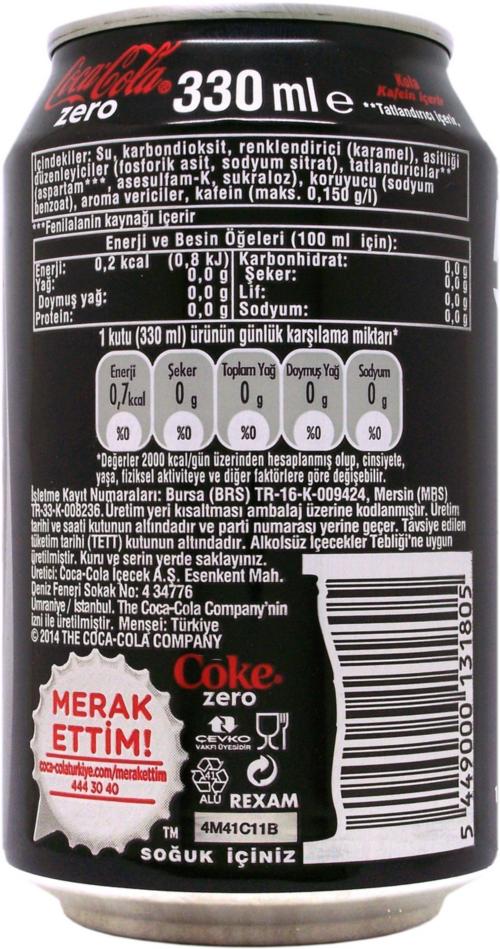 Coca-Cola®
zero
330 ml e
Kola
Kafein içerir
**Tatlandırıcı içerir.
İçindekiler: Su, karbondioksit, renklendirici (karamel), asitliği
düzenleyiciler (fosforik asit, sodyum sitrat), tatlandırıcılar**
(aspartam***, asesulfam-K, sukraloz), koruyucu (sodyum
benzoat), aroma vericiler, kafein (maks. 0,150 g/l)
***Fenilalanin kaynağı içerir
Enerji ve Besin Öğeleri (100 ml için):
Enerji: 0,2 kcal (0,8 kJ) Karbonhidrat: 0,0 g
Yağ: 0,0 g Şeker: 0,0 g
Doymuş yağ: 0,0 g Lif: 0,0 g
Protein: 0,0 g Sodyum: 0,0 g
1 kutu (330 ml) ürünün günlük karşılama miktarı*
Enerji Şeker Toplam Yağ Doymuş Yağ Sodyum
0,7kcal 0 g 0 g 0 g 0 g
%0 %0 %0 %0 %0
*Değerler 2000 kcal/gün üzerinden hesaplanmış olup, cinsiyete,
yaşa, fiziksel aktiviteye ve diğer faktörlere göre değişebilir.
İşletme Kayıt Numaraları: Bursa (BRS) TR-16-K-009424, Mersin (MRS)
TR-33-K-008236. Üretim yeri kısaltması ambalaj üzerine kodlanmıştır. Üretim
tarihi ve saati kutunun altındadır ve parti numarası yerine geçer. Tavsiye edilen
tüketim tarihi (TETT) kutunun altındadır. Alkolsüz İçecekler Tebliği'ne uygun
üretilmiştir. Kuru ve serin yerde saklayınız.
Üretici: Coca-Cola İçecek A.Ş. Esenkent Mah.
Deniz Feneri Sokak No: 4 34776
Ümraniye / İstanbul. The Coca-Cola Company'nin
izni ile üretilmiştir. Menşei: Türkiye
© 2014 THE COCA-COLA COMPANY
MERAK
ETTİM!
coca-colaturkiye.com/merakettim
444 30 40
TM
Coke®
zero
ÇEVKO
VAKFI ÜYESİDİR
41
ALU REXAM
4M41C11B
SOĞUK İÇİNİZ
5 449000 131805